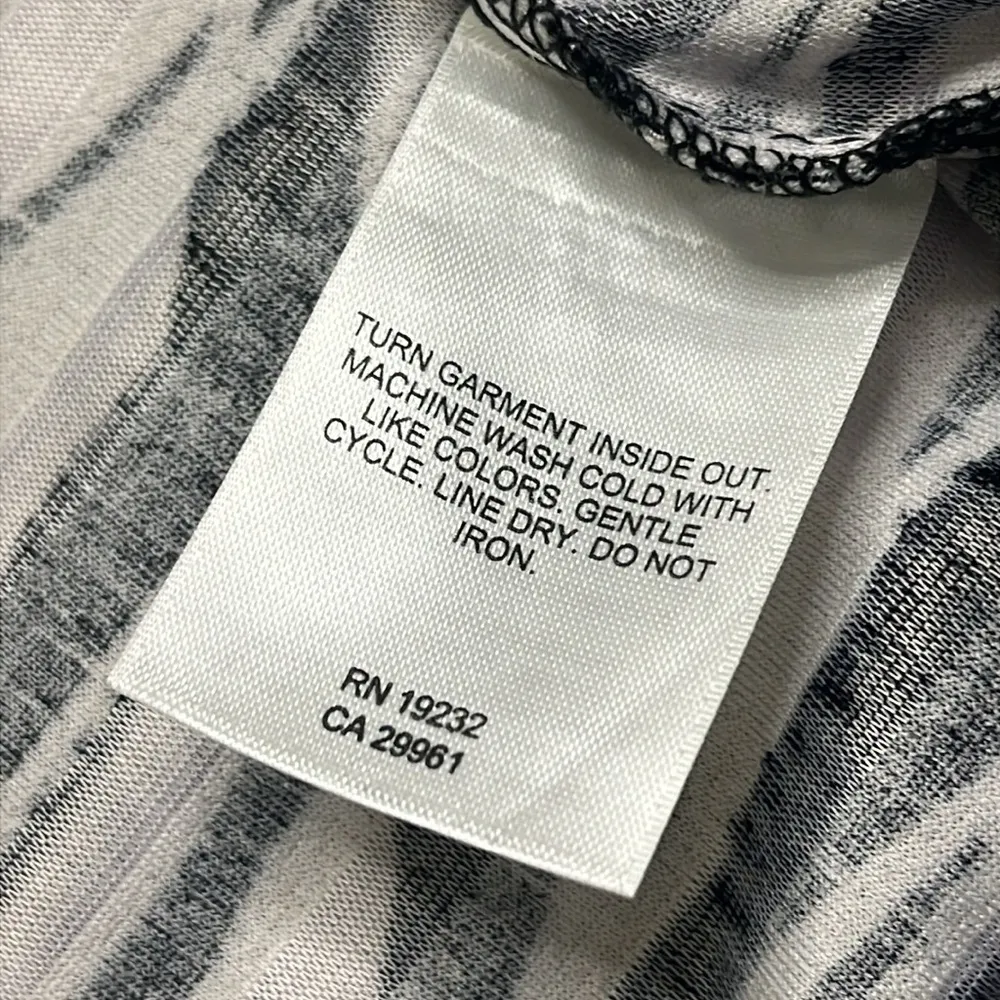 TURN GARMENT INSIDE OUT.
MACHINE WASH COLD WITH
LIKE COLORS. GENTLE
CYCLE. LINE DRY. DO NOT
IRON.
RN 19232
CA 29961